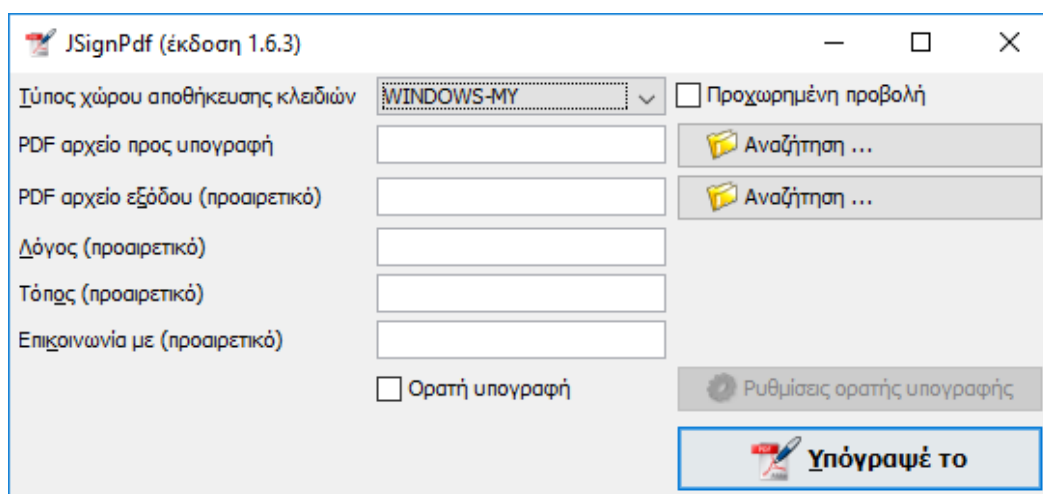 JSignPdf (έκδοση 1.6.3)
Τύπος χώρου αποθήκευσης κλειδιών WINDOWS-MY Προχωρημένη προβολή
PDF αρχείο προς υπογραφή Αναζήτηση ...
PDF αρχείο εξόδου (προαιρετικό) Αναζήτηση ...
Λόγος (προαιρετικό)
Τόπος (προαιρετικό)
Επικοινωνία με (προαιρετικό)
Ορατή υπογραφή Ρυθμίσεις ορατής υπογραφής
Υπόγραψέ το